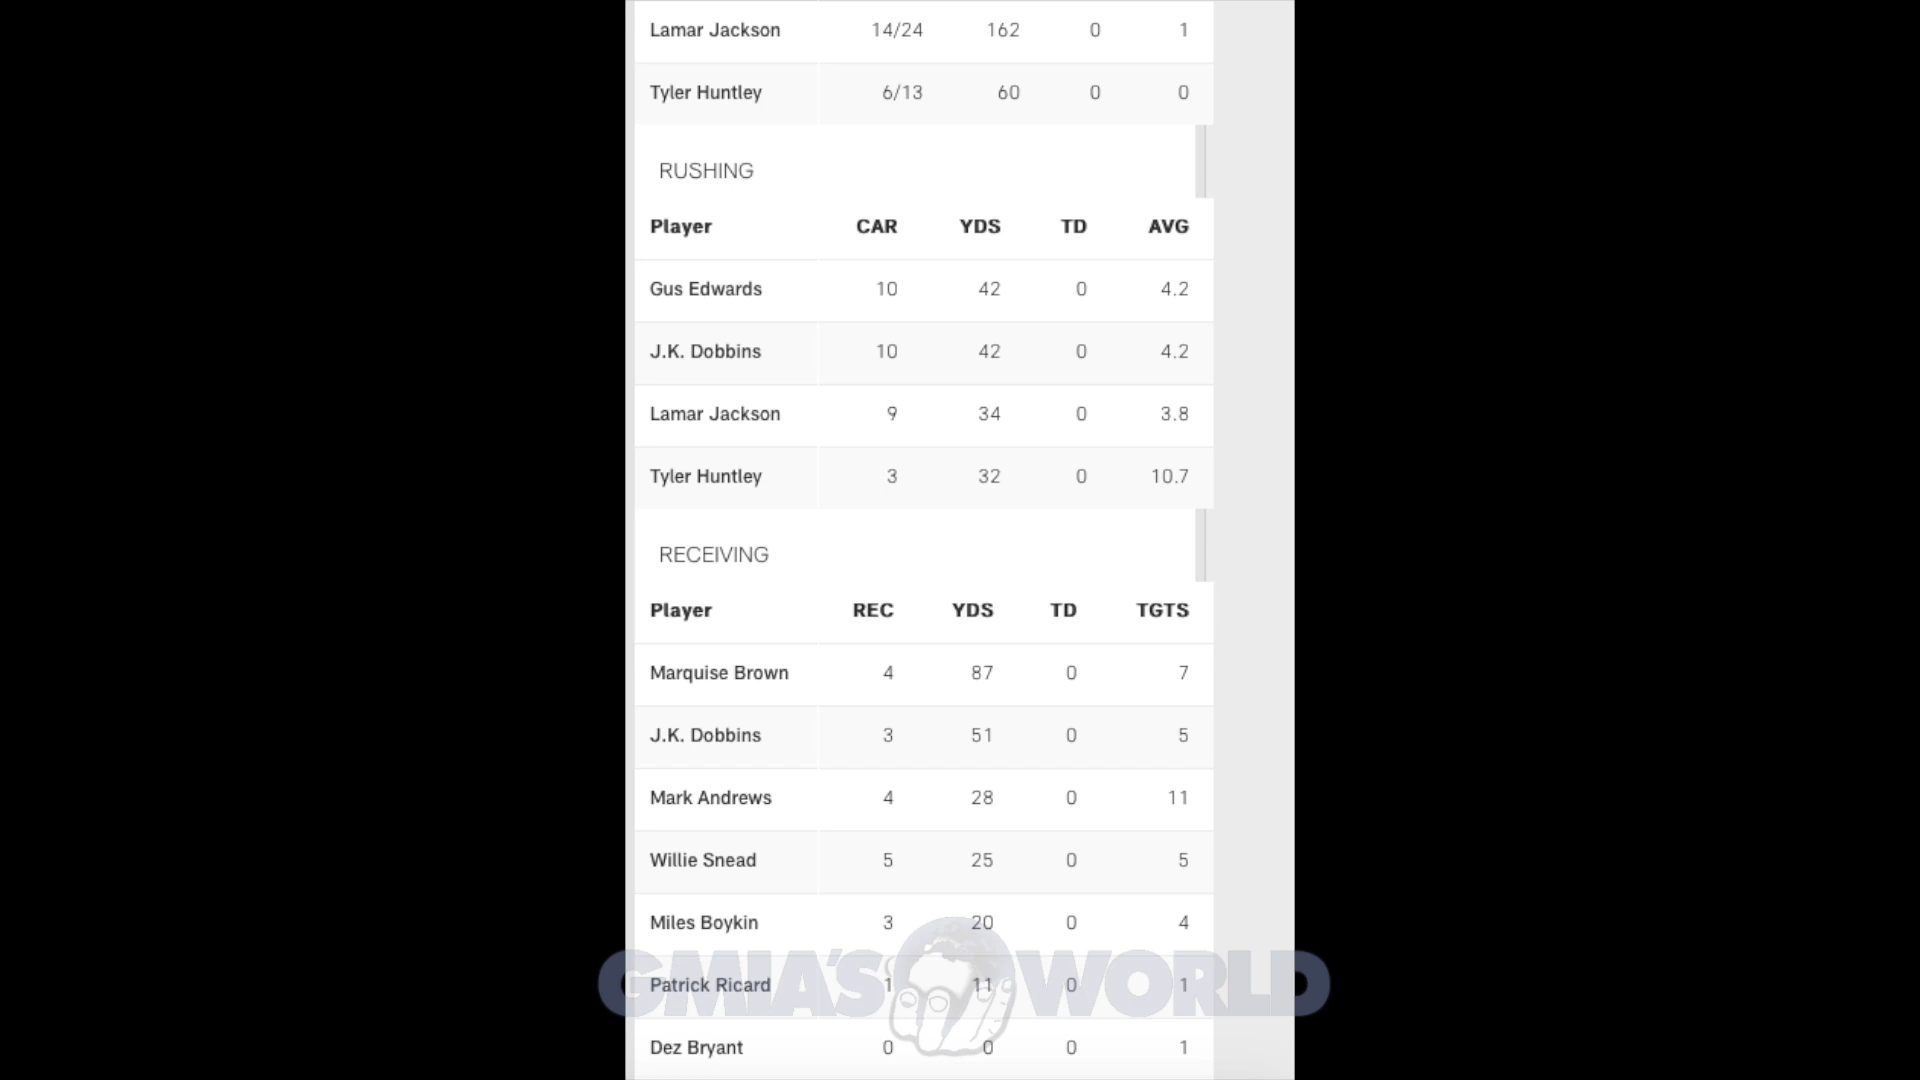 Lamar Jackson 14/24 162 0 1
Tyler Huntley 6/13 60 0 0
RUSHING
Player CAR YDS TD AVG
Gus Edwards 10 42 0 4.2
J.K. Dobbins 10 42 0 4.2
Lamar Jackson 9 34 0 3.8
Tyler Huntley 3 32 0 10.7
RECEIVING
Player REC YDS TD TGTS
Marquise Brown 4 87 0 7
J.K. Dobbins 3 51 0 5
Mark Andrews 4 28 0 11
Willie Snead 5 25 0 5
Miles Boykin 3 20 0 4
Patrick Ricard 1 11 0 1
GMIA'S WORLD
Dez Bryant 0 0 0 1